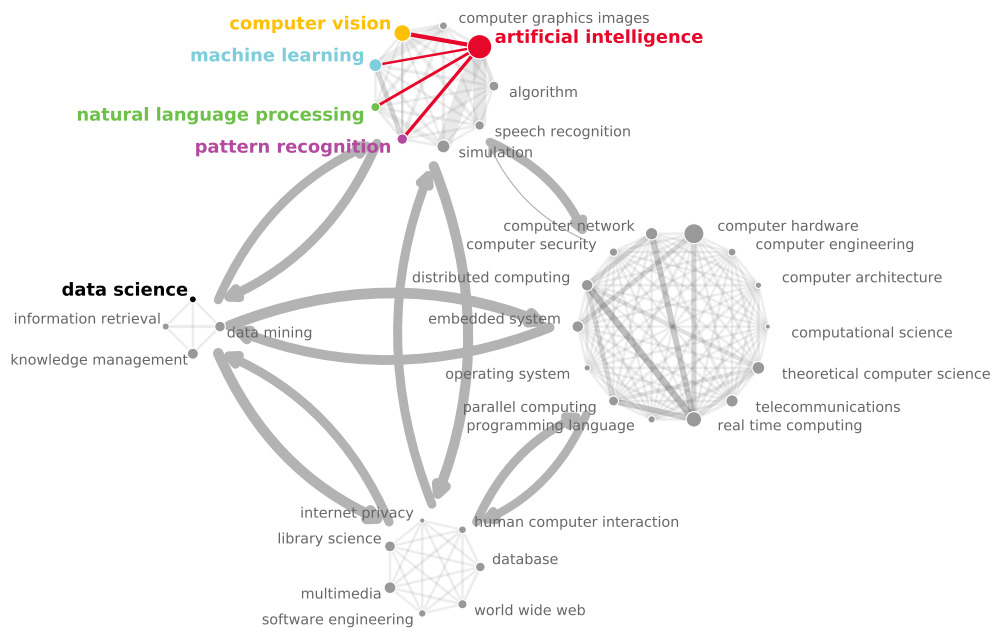 computer graphics images
computer vision
artificial intelligence
machine learning
algorithm
natural language processing
speech recognition
pattern recognition
simulation
computer network
computer hardware
computer security
computer engineering
distributed computing
computer architecture
data science
information retrieval
embedded system
data mining
computational science
knowledge management
operating system
theoretical computer science
parallel computing
telecommunications
programming language
real time computing
internet privacy
human computer interaction
library science
database
multimedia
world wide web
software engineering